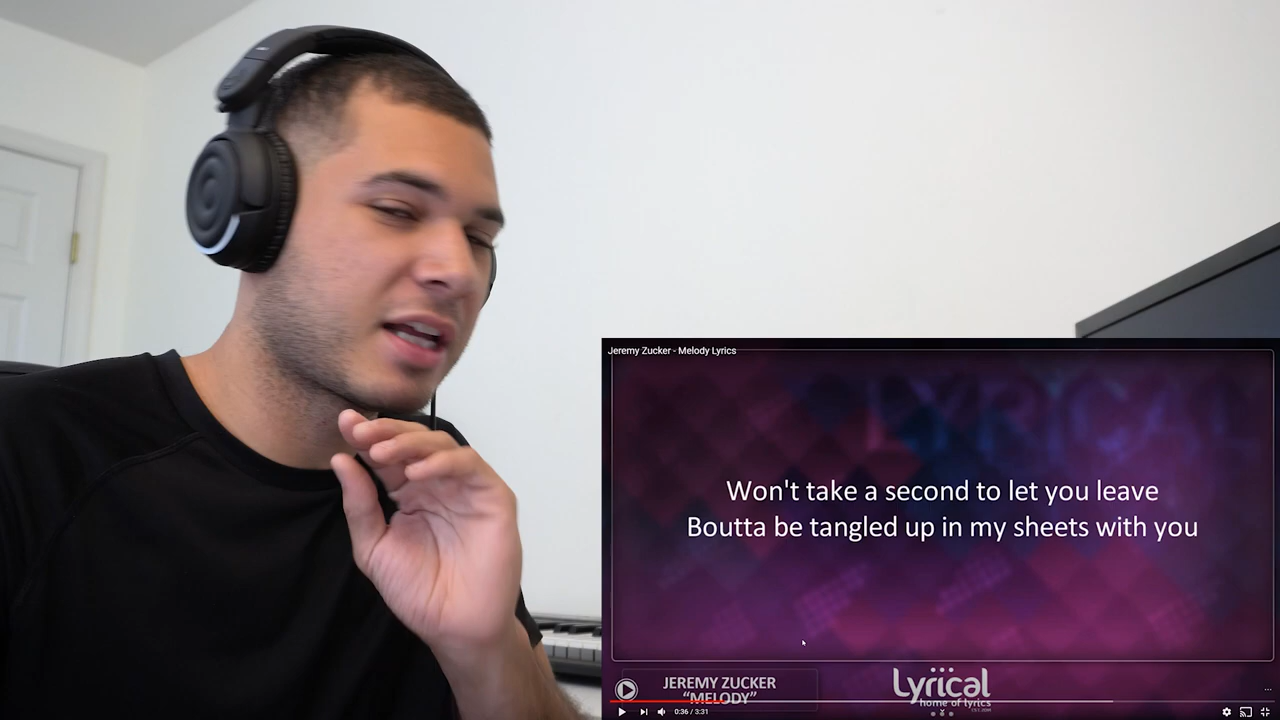 Jeremy Zucker - Melody Lyrics
LYRICAL
Won't take a second to let you leave
Boutta be tangled up in my sheets with you
JEREMY ZUCKER
“MELODY”
Lyrical
home of lyrics
0:36 / 3:31